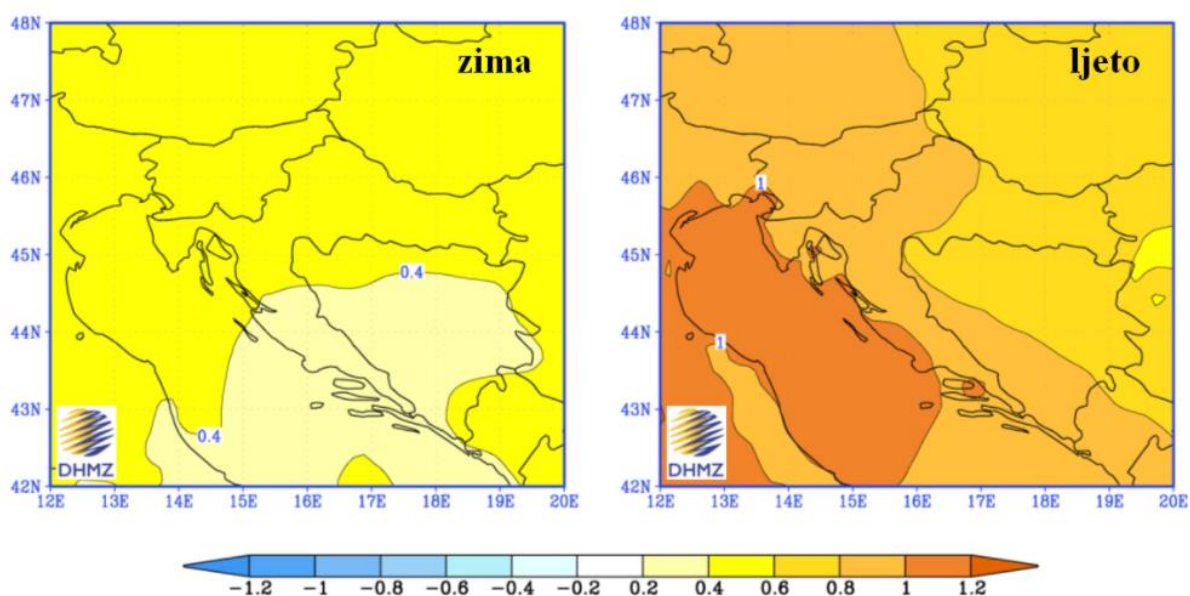 zima
48N
47N
46N
45N
44N
43N
42N
12E 13E 14E 15E 16E 17E 18E 19E 20E
0.4
0.4
DHMZ
ljeto
48N
47N
46N
45N
44N
43N
42N
12E 13E 14E 15E 16E 17E 18E 19E 20E
1
1
DHMZ
-1.2 -1 -0.8 -0.6 -0.4 -0.2 0.2 0.4 0.6 0.8 1 1.2